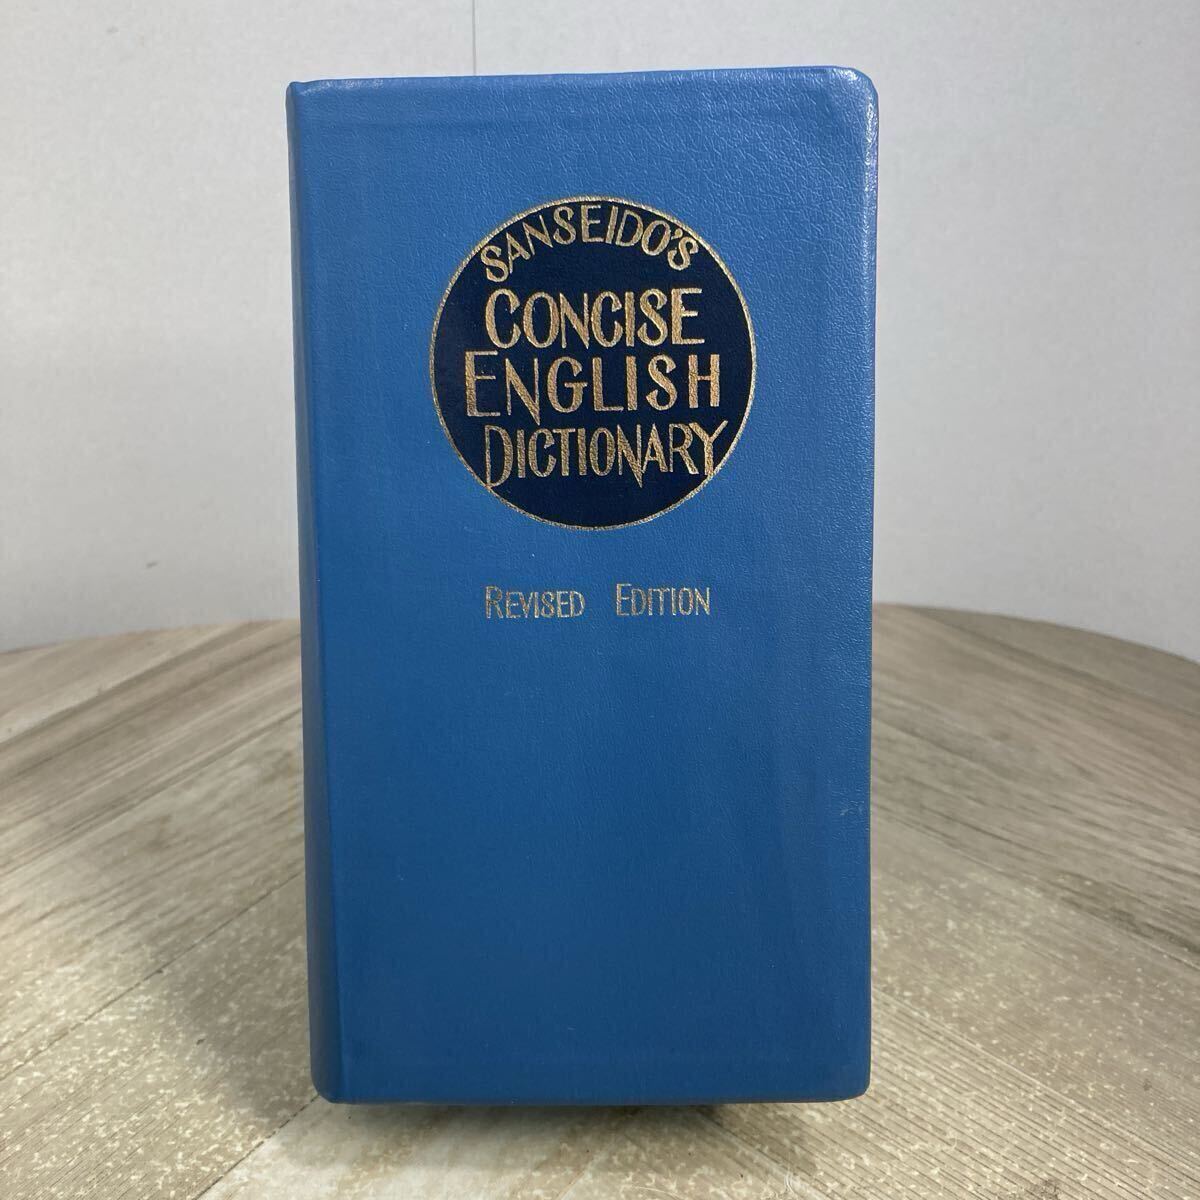 SANSEIDO'S
CONCISE
ENGLISH
DICTIONARY
REVISED EDITION